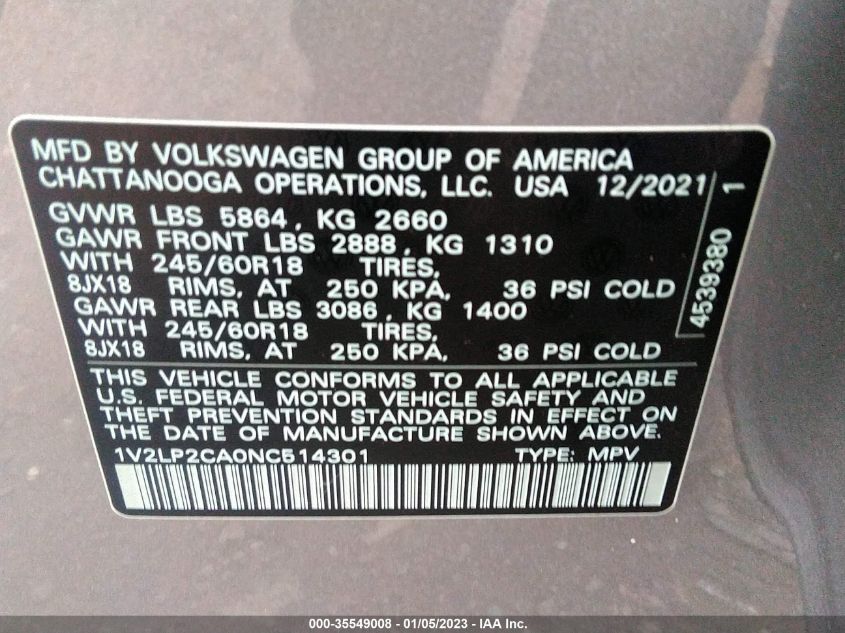 MFD BY VOLKSWAGEN GROUP OF AMERICA
CHATTANOOGA OPERATIONS, LLC. USA 12/2021
GVWR LBS 5864, KG 2660
GAWR FRONT LBS 2888, KG 1310
WITH 245/60R18 TIRES,
8JX18 RIMS, AT 250 KPA, 36 PSI COLD
GAWR REAR LBS 3086, KG 1400
WITH 245/60R18 TIRES,
8JX18 RIMS, AT 250 KPA, 36 PSI COLD
THIS VEHICLE CONFORMS TO ALL APPLICABLE
U.S. FEDERAL MOTOR VEHICLE SAFETY AND
THEFT PREVENTION STANDARDS IN EFFECT ON
THE DATE OF MANUFACTURE SHOWN ABOVE.
1V2LP2CA0NC514301 TYPE: MPV
4539380 1
000-35549008 - 01/05/2023 - IAA Inc.